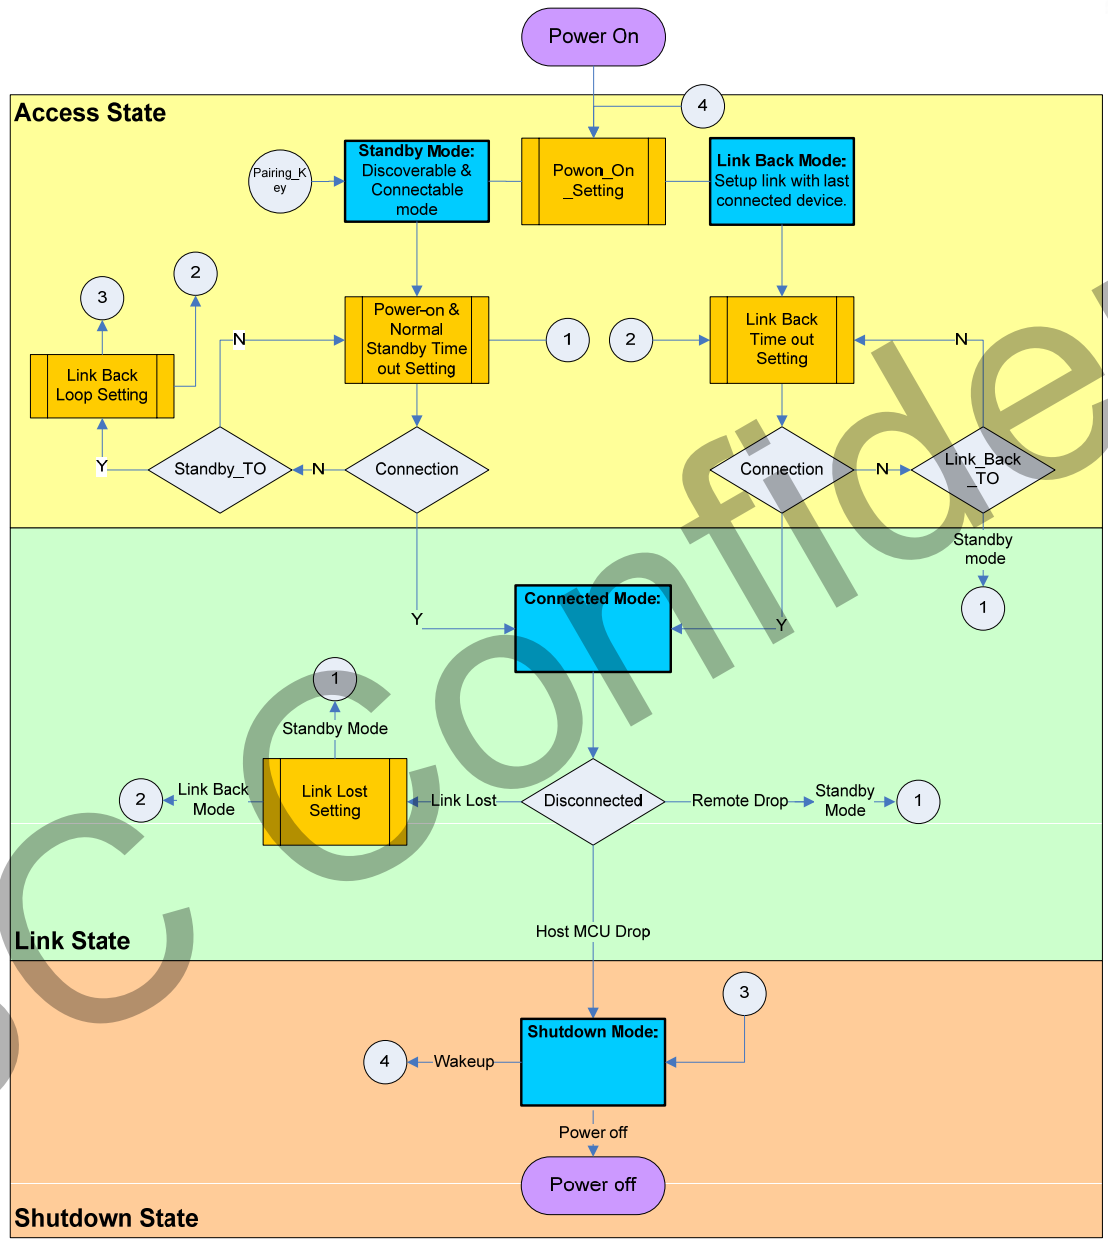 Power On
4
Access State
Pairing_K
ey
Standby Mode:
Discoverable &
Connectable
mode
Powon_On
_Setting
Link Back Mode:
Setup link with last
connected device.
3
2
N
Link Back
Loop Setting
Power-on &
Normal
Standby Time
out Setting
1
2
Link Back
Time out
Setting
N
Y
Standby_TO
N
Connection
Connection
N
Link_Back
_TO
Standby
mode
1
Y
Connected Mode:
Y
1
Standby Mode
2
Link Back
Mode
Link Lost
Setting
Link Lost
Disconnected
Remote Drop
Standby
Mode
1
Host MCU Drop
Link State
3
Shutdown Mode:
4
Wakeup
Power off
Power off
Shutdown State